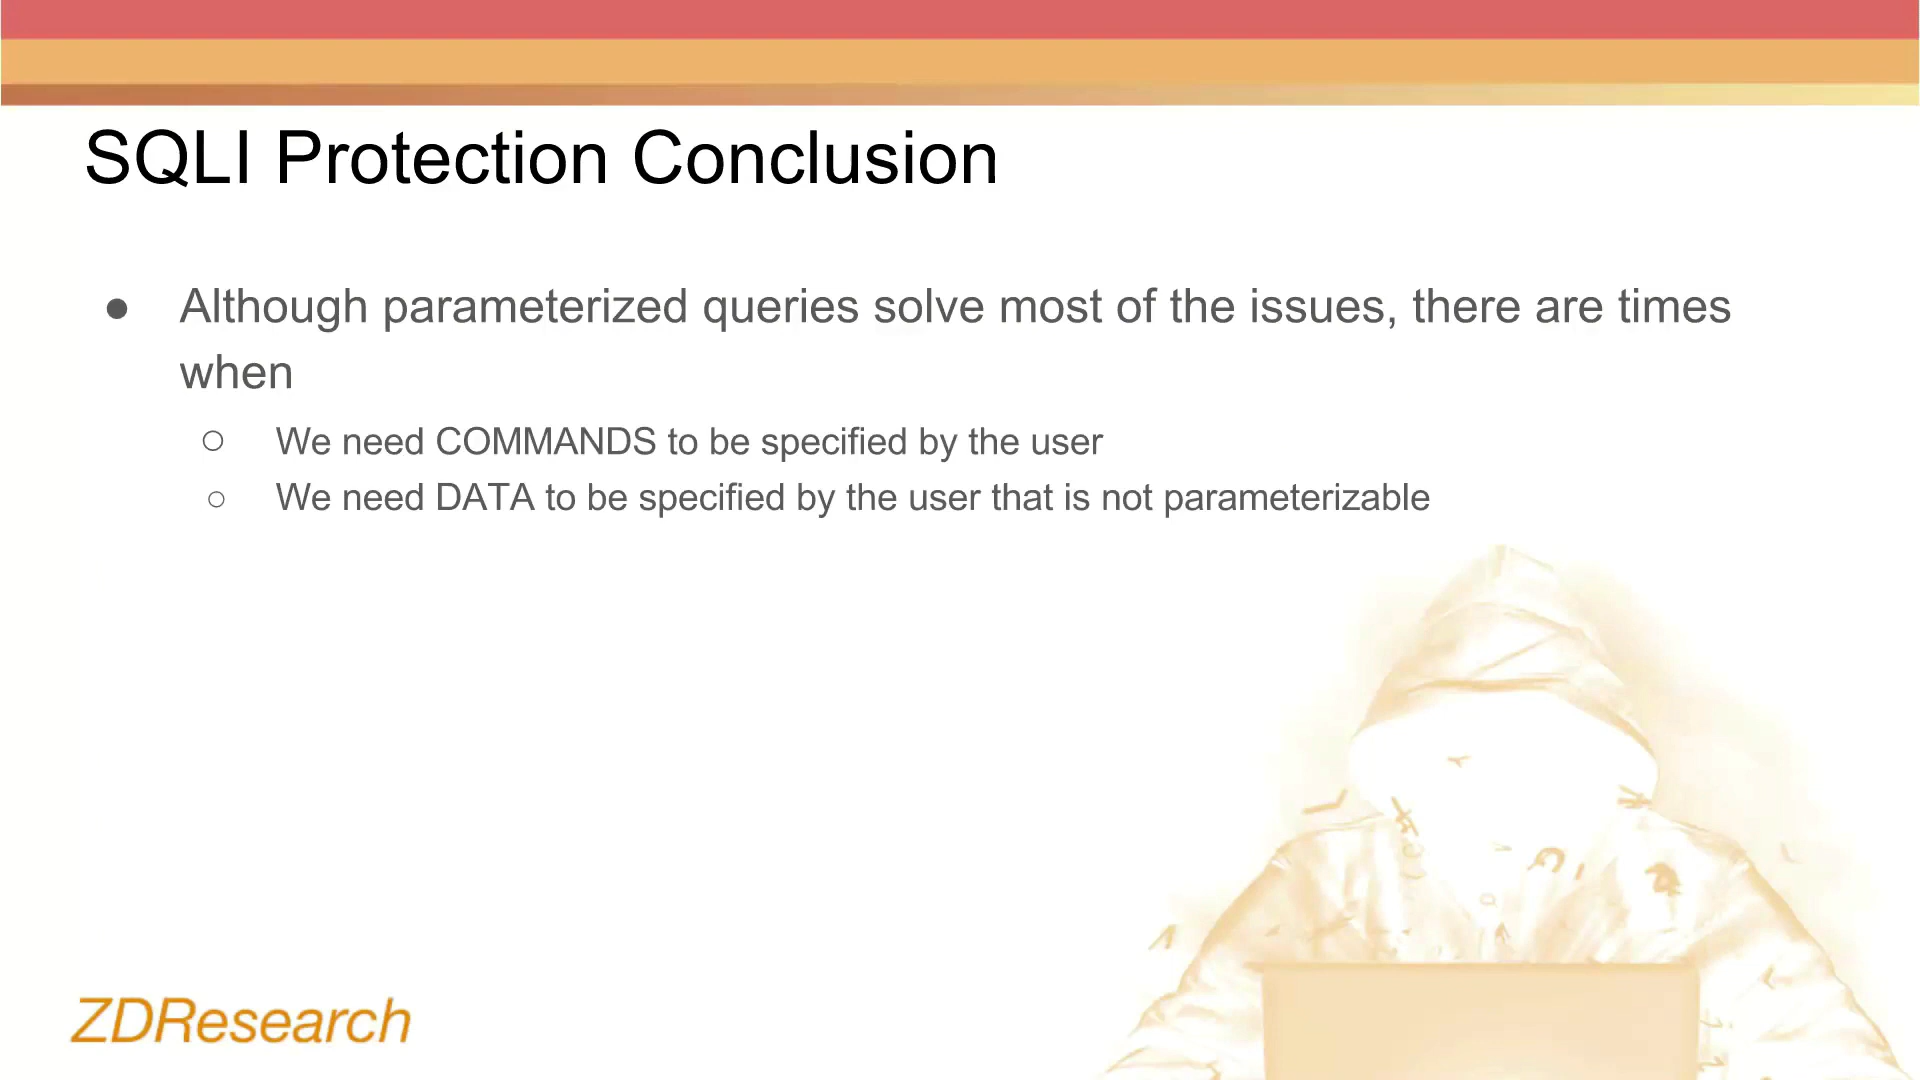 SQLI Protection Conclusion
● Although parameterized queries solve most of the issues, there are times
when
○ We need COMMANDS to be specified by the user
○ We need DATA to be specified by the user that is not parameterizable
ZDResearch